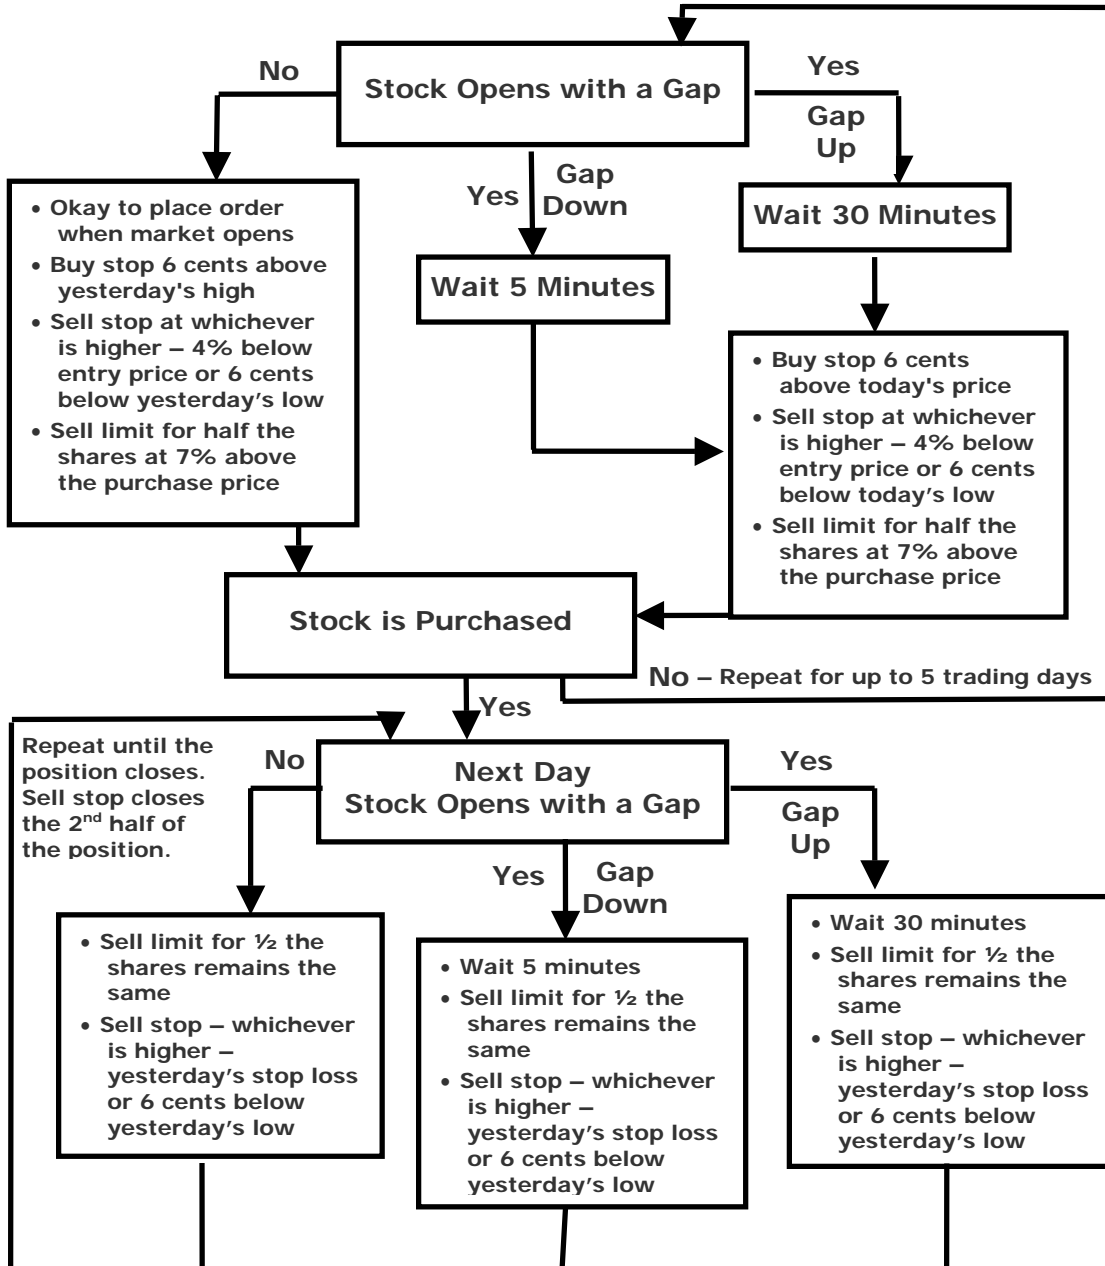 Stock Opens with a Gap
No
Yes
Gap
Up
Yes
Gap
Down
• Okay to place order
when market opens
• Buy stop 6 cents above
yesterday's high
• Sell stop at whichever
is higher – 4% below
entry price or 6 cents
below yesterday’s low
• Sell limit for half the
shares at 7% above
the purchase price
Wait 5 Minutes
Wait 30 Minutes
• Buy stop 6 cents
above today's price
• Sell stop at whichever
is higher – 4% below
entry price or 6 cents
below today’s low
• Sell limit for half the
shares at 7% above
the purchase price
Stock is Purchased
No – Repeat for up to 5 trading days
Yes
Repeat until the
position closes.
Sell stop closes
the 2nd half of
the position.
No
Next Day
Stock Opens with a Gap
Yes
Gap
Up
Yes
Gap
Down
• Sell limit for ½ the
shares remains the
same
• Sell stop – whichever
is higher –
yesterday’s stop loss
or 6 cents below
yesterday’s low
• Wait 5 minutes
• Sell limit for ½ the
shares remains the
same
• Sell stop – whichever
is higher –
yesterday’s stop loss
or 6 cents below
yesterday’s low
• Wait 30 minutes
• Sell limit for ½ the
shares remains the
same
• Sell stop – whichever
is higher –
yesterday’s stop loss
or 6 cents below
yesterday’s low